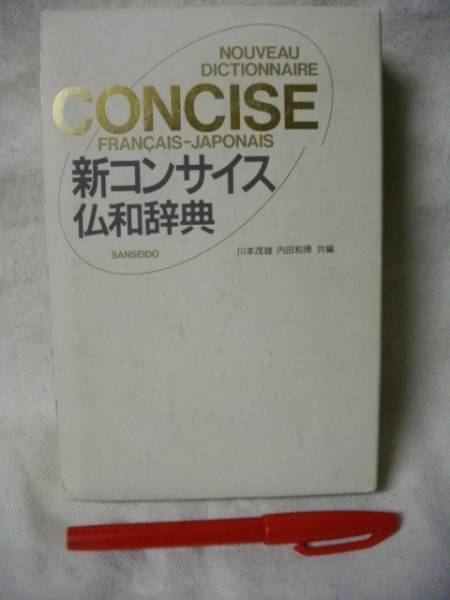 NOUVEAU
DICTIONNAIRE
CONCISE
FRANÇAIS-JAPONAIS
新コンサイス
仏和辞典
SANSEIDO
川本茂雄 内田和博 共編